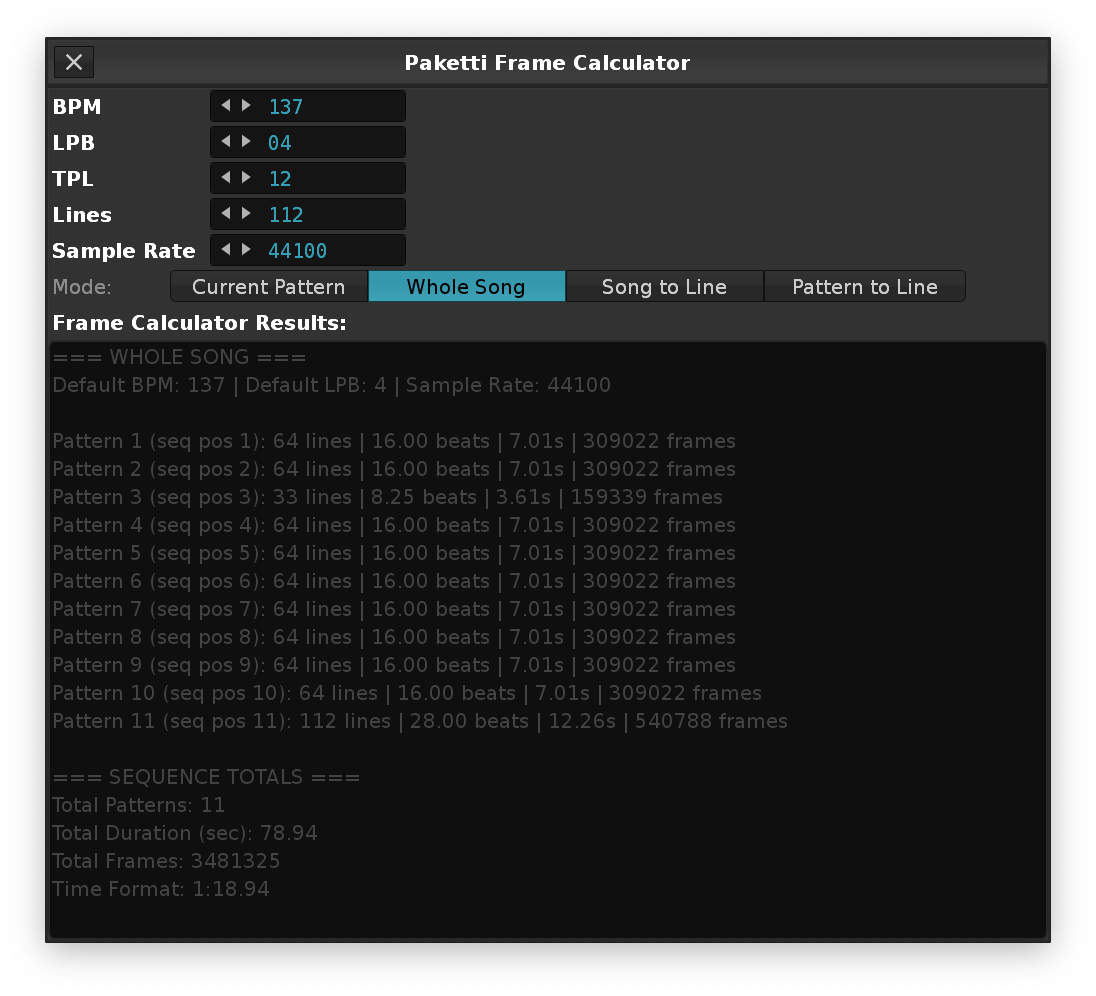 Paketti Frame Calculator
BPM 137
LPB 04
TPL 12
Lines 112
Sample Rate 44100
Mode: Current Pattern Whole Song Song to Line Pattern to Line
Frame Calculator Results:
=== WHOLE SONG ===
Default BPM: 137 | Default LPB: 4 | Sample Rate: 44100
Pattern 1 (seq pos 1): 64 lines | 16.00 beats | 7.01s | 309022 frames
Pattern 2 (seq pos 2): 64 lines | 16.00 beats | 7.01s | 309022 frames
Pattern 3 (seq pos 3): 33 lines | 8.25 beats | 3.61s | 159339 frames
Pattern 4 (seq pos 4): 64 lines | 16.00 beats | 7.01s | 309022 frames
Pattern 5 (seq pos 5): 64 lines | 16.00 beats | 7.01s | 309022 frames
Pattern 6 (seq pos 6): 64 lines | 16.00 beats | 7.01s | 309022 frames
Pattern 7 (seq pos 7): 64 lines | 16.00 beats | 7.01s | 309022 frames
Pattern 8 (seq pos 8): 64 lines | 16.00 beats | 7.01s | 309022 frames
Pattern 9 (seq pos 9): 64 lines | 16.00 beats | 7.01s | 309022 frames
Pattern 10 (seq pos 10): 64 lines | 16.00 beats | 7.01s | 309022 frames
Pattern 11 (seq pos 11): 112 lines | 28.00 beats | 12.26s | 540788 frames
=== SEQUENCE TOTALS ===
Total Patterns: 11
Total Duration (sec): 78.94
Total Frames: 3481325
Time Format: 1:18.94